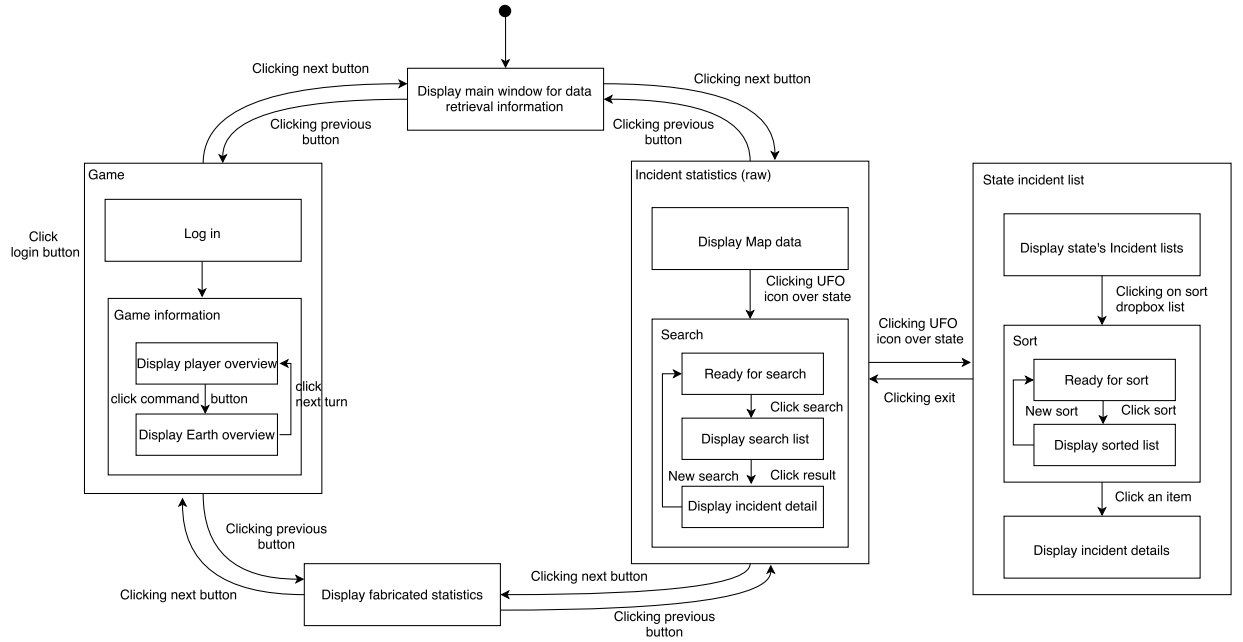 Clicking next button
Display main window for data
retrieval information
Clicking next button
Clicking previous
button
Clicking previous
button
Game
Log in
Click
login button
Game information
Display player overview
click command
button
click
next turn
Display Earth overview
Incident statistics (raw)
Display Map data
Clicking UFO
icon over state
Search
Ready for search
Click search
Display search list
New search
Click result
Display incident detail
Clicking UFO
icon over state
Clicking exit
State incident list
Display state's Incident lists
Clicking on sort
dropbox list
Sort
Ready for sort
New sort
Click sort
Display sorted list
Click an item
Display incident details
Clicking previous
button
Clicking next button
Display fabricated statistics
Clicking next button
Clicking previous
button